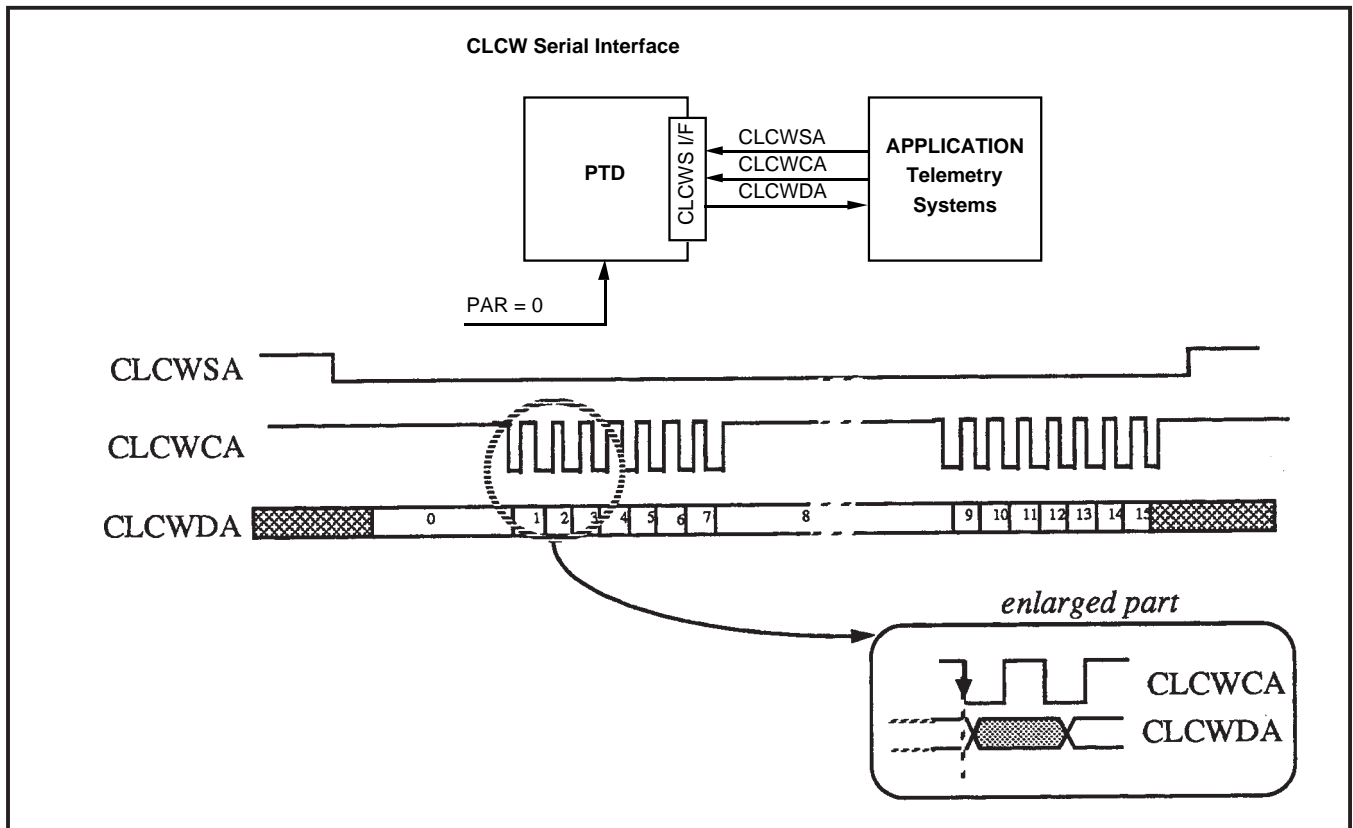 CLCW Serial Interface
PTD
CLCWS I/F
CLCWSA
CLCWCA
CLCWDA
APPLICATION
Telemetry
Systems
PAR = 0
CLCWSA
CLCWCA
CLCWDA
0 1 2 3 4 5 6 7 8 9 10 11 12 13 14 15
enlarged part
CLCWCA
CLCWDA